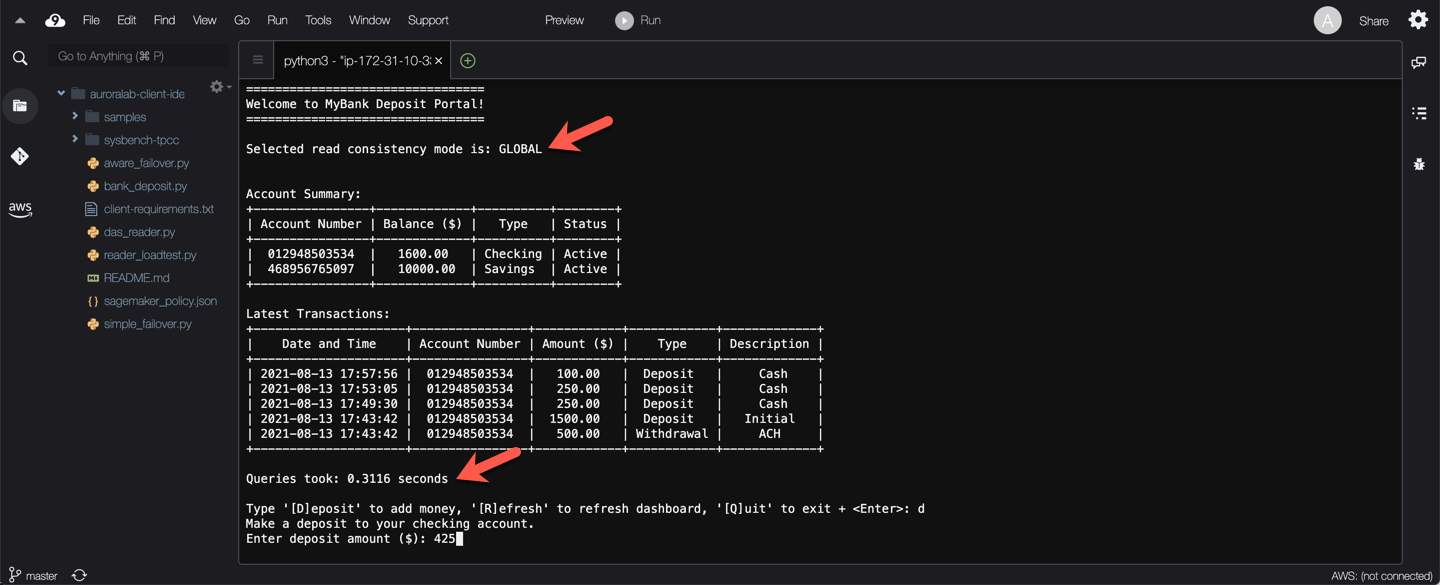 9 File Edit Find View Go Run Tools Window Support Preview Run A Share
Go to Anything (⌘ P)
python3 - "ip-172-31-10-3
auroralab-client-ide
samples
sysbench-tpcc
aware_failover.py
bank_deposit.py
client-requirements.txt
das_reader.py
reader_loadtest.py
README.md
sagemaker_policy.json
simple_failover.py
aws
================================
Welcome to MyBank Deposit Portal!
================================
Selected read consistency mode is: GLOBAL
Account Summary:
+-----------------+-------------+----------+--------+
| Account Number | Balance ($) | Type | Status |
+-----------------+-------------+----------+--------+
| 012948503534 | 1600.00 | Checking | Active |
| 468956765097 | 10000.00 | Savings | Active |
+-----------------+-------------+----------+--------+
Latest Transactions:
+---------------------+----------------+-------------+------------+-------------+
| Date and Time | Account Number | Amount ($) | Type | Description |
+---------------------+----------------+-------------+------------+-------------+
| 2021-08-13 17:57:56 | 012948503534 | 100.00 | Deposit | Cash |
| 2021-08-13 17:53:05 | 012948503534 | 250.00 | Deposit | Cash |
| 2021-08-13 17:49:30 | 012948503534 | 250.00 | Deposit | Cash |
| 2021-08-13 17:43:42 | 012948503534 | 1500.00 | Deposit | Initial |
| 2021-08-13 17:43:42 | 012948503534 | 500.00 | Withdrawal | ACH |
+---------------------+----------------+-------------+------------+-------------+
Queries took: 0.3116 seconds
Type '[D]eposit' to add money, '[R]efresh' to refresh dashboard, '[Q]uit' to exit + <Enter>: d
Make a deposit to your checking account.
Enter deposit amount ($): 425
master
AWS: (not connected)